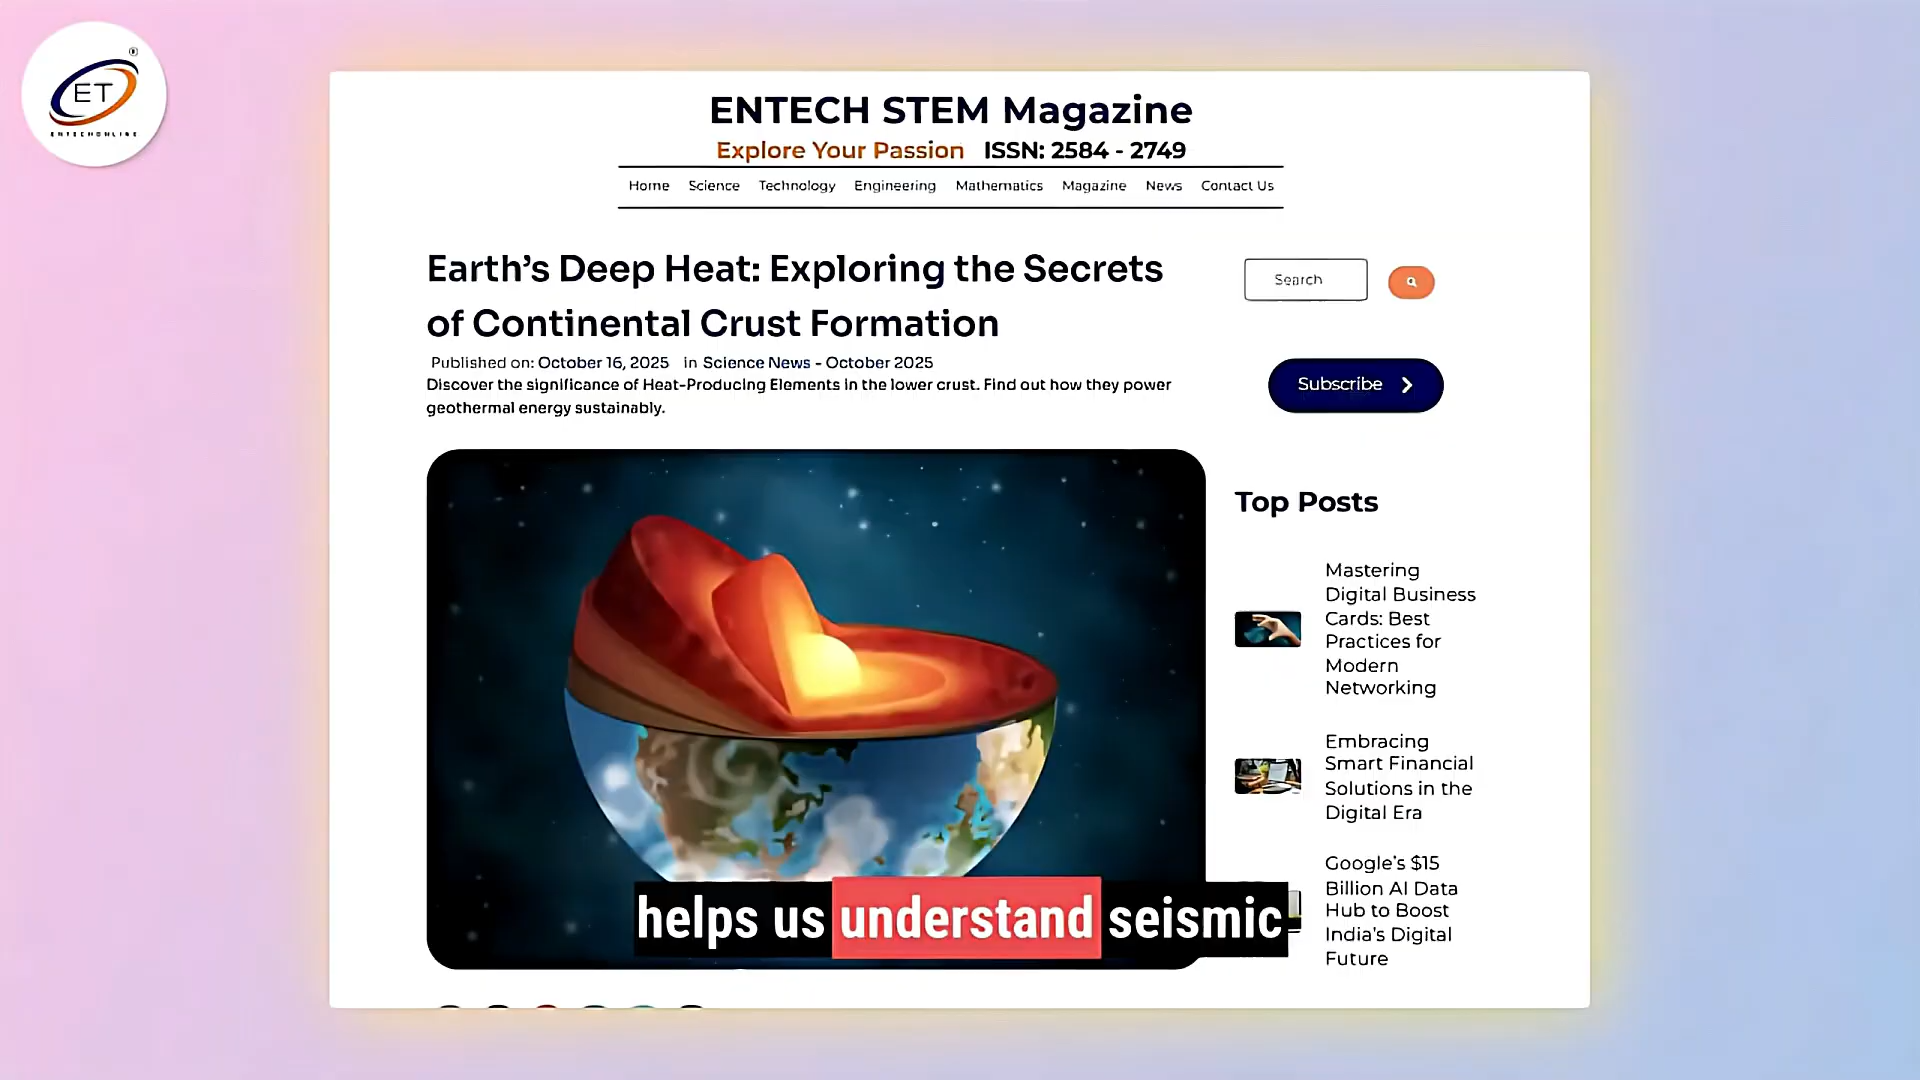 ET
ENTECHONLINE
ENTECH STEM Magazine
Explore Your Passion ISSN: 2584 - 2749
Home Science Technology Engineering Mathematics Magazine News Contact Us
Earth's Deep Heat: Exploring the Secrets
of Continental Crust Formation
Published on: October 16, 2025 in Science News - October 2025
Discover the significance of Heat-Producing Elements in the lower crust. Find out how they power
geothermal energy sustainably.
Search
Subscribe
Top Posts
Mastering
Digital Business
Cards: Best
Practices for
Modern
Networking
Embracing
Smart Financial
Solutions in the
Digital Era
Google's $15
Billion AI Data
Hub to Boost
India's Digital
Future
helps us understand seismic